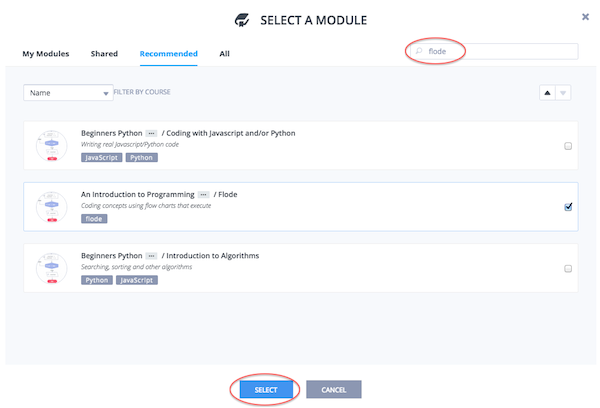 SELECT A MODULE
My Modules Shared Recommended All flode
Name FILTER BY COURSE
Beginners Python ... / Coding with Javascript and/or Python
Writing real Javascript/Python code
JavaScript Python
An Introduction to Programming ... / Flode
Coding concepts using flow charts that execute
flode
Beginners Python ... / Introduction to Algorithms
Searching, sorting and other algorithms
Python JavaScript
SELECT CANCEL